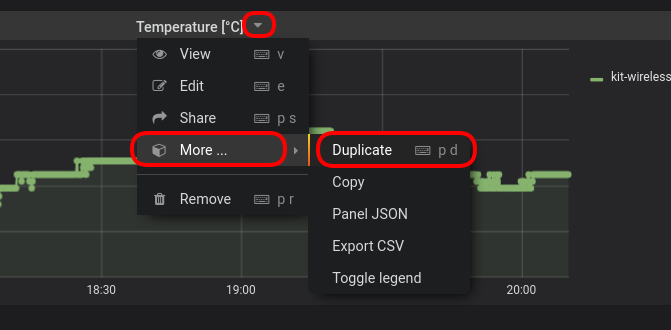 Temperature [°C]
View v
Edit e
Share p s
More ...
Remove p r
Duplicate p d
Copy
Panel JSON
Export CSV
Toggle legend
kit-wireless
18:30
19:00
20:00